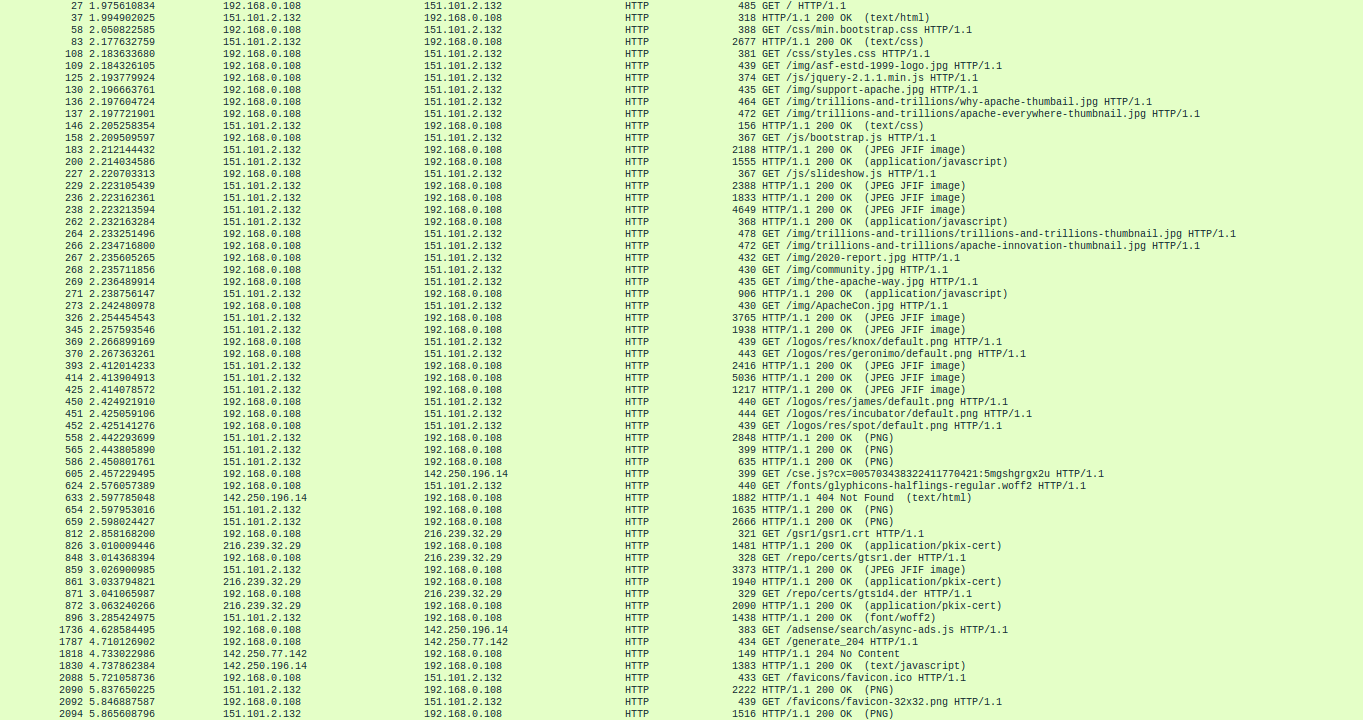 27 1.975610834 192.168.0.108 151.101.2.132 HTTP 485 GET / HTTP/1.1
37 1.994902025 151.101.2.132 192.168.0.108 HTTP 318 HTTP/1.1 200 OK (text/html)
58 2.050822585 192.168.0.108 151.101.2.132 HTTP 388 GET /css/min.bootstrap.css HTTP/1.1
83 2.177632759 151.101.2.132 192.168.0.108 HTTP 2677 HTTP/1.1 200 OK (text/css)
108 2.183633680 192.168.0.108 151.101.2.132 HTTP 381 GET /css/styles.css HTTP/1.1
109 2.184326105 192.168.0.108 151.101.2.132 HTTP 439 GET /img/asf-estd-1999-logo.jpg HTTP/1.1
125 2.193779924 192.168.0.108 151.101.2.132 HTTP 374 GET /js/jquery-2.1.1.min.js HTTP/1.1
130 2.196663761 192.168.0.108 151.101.2.132 HTTP 435 GET /img/support-apache.jpg HTTP/1.1
136 2.197604724 192.168.0.108 151.101.2.132 HTTP 464 GET /img/trillions-and-trillions/why-apache-thumbail.jpg HTTP/1.1
137 2.197721901 192.168.0.108 151.101.2.132 HTTP 472 GET /img/trillions-and-trillions/apache-everywhere-thumbnail.jpg HTTP/1.1
146 2.205258354 151.101.2.132 192.168.0.108 HTTP 156 HTTP/1.1 200 OK (text/css)
158 2.209509597 192.168.0.108 151.101.2.132 HTTP 367 GET /js/bootstrap.js HTTP/1.1
183 2.212144432 151.101.2.132 192.168.0.108 HTTP 2188 HTTP/1.1 200 OK (JPEG JFIF image)
200 2.214034586 151.101.2.132 192.168.0.108 HTTP 1555 HTTP/1.1 200 OK (application/javascript)
227 2.220703313 192.168.0.108 151.101.2.132 HTTP 367 GET /js/slideshow.js HTTP/1.1
229 2.223105439 151.101.2.132 192.168.0.108 HTTP 2388 HTTP/1.1 200 OK (JPEG JFIF image)
236 2.223162361 151.101.2.132 192.168.0.108 HTTP 1833 HTTP/1.1 200 OK (JPEG JFIF image)
238 2.223213594 151.101.2.132 192.168.0.108 HTTP 4649 HTTP/1.1 200 OK (JPEG JFIF image)
262 2.232163284 151.101.2.132 192.168.0.108 HTTP 368 HTTP/1.1 200 OK (application/javascript)
264 2.233251496 192.168.0.108 151.101.2.132 HTTP 478 GET /img/trillions-and-trillions/trillions-and-trillions-thumbnail.jpg HTTP/1.1
266 2.234716800 192.168.0.108 151.101.2.132 HTTP 472 GET /img/trillions-and-trillions/apache-innovation-thumbnail.jpg HTTP/1.1
267 2.235605265 192.168.0.108 151.101.2.132 HTTP 432 GET /img/2020-report.jpg HTTP/1.1
268 2.235711856 192.168.0.108 151.101.2.132 HTTP 430 GET /img/community.jpg HTTP/1.1
269 2.236489914 192.168.0.108 151.101.2.132 HTTP 435 GET /img/the-apache-way.jpg HTTP/1.1
271 2.238756147 151.101.2.132 192.168.0.108 HTTP 906 HTTP/1.1 200 OK (application/javascript)
273 2.242480978 192.168.0.108 151.101.2.132 HTTP 430 GET /img/ApacheCon.jpg HTTP/1.1
326 2.254454543 151.101.2.132 192.168.0.108 HTTP 3765 HTTP/1.1 200 OK (JPEG JFIF image)
345 2.257593546 151.101.2.132 192.168.0.108 HTTP 1938 HTTP/1.1 200 OK (JPEG JFIF image)
369 2.266899169 192.168.0.108 151.101.2.132 HTTP 439 GET /logos/res/knox/default.png HTTP/1.1
370 2.267363261 192.168.0.108 151.101.2.132 HTTP 443 GET /logos/res/geronimo/default.png HTTP/1.1
393 2.412014233 151.101.2.132 192.168.0.108 HTTP 2416 HTTP/1.1 200 OK (JPEG JFIF image)
414 2.413904913 151.101.2.132 192.168.0.108 HTTP 5036 HTTP/1.1 200 OK (JPEG JFIF image)
425 2.414078572 151.101.2.132 192.168.0.108 HTTP 1217 HTTP/1.1 200 OK (JPEG JFIF image)
450 2.424921910 192.168.0.108 151.101.2.132 HTTP 440 GET /logos/res/james/default.png HTTP/1.1
451 2.425059106 192.168.0.108 151.101.2.132 HTTP 444 GET /logos/res/incubator/default.png HTTP/1.1
452 2.425141276 192.168.0.108 151.101.2.132 HTTP 439 GET /logos/res/spot/default.png HTTP/1.1
558 2.442293699 151.101.2.132 192.168.0.108 HTTP 2848 HTTP/1.1 200 OK (PNG)
565 2.443805890 151.101.2.132 192.168.0.108 HTTP 399 HTTP/1.1 200 OK (PNG)
586 2.450801761 151.101.2.132 192.168.0.108 HTTP 635 HTTP/1.1 200 OK (PNG)
605 2.457229495 192.168.0.108 142.250.196.14 HTTP 399 GET /cse.js?cx=005703438322411770421:5mgshgrgx2u HTTP/1.1
624 2.576057389 192.168.0.108 151.101.2.132 HTTP 440 GET /fonts/glyphicons-halflings-regular.woff2 HTTP/1.1
633 2.597785048 142.250.196.14 192.168.0.108 HTTP 1882 HTTP/1.1 404 Not Found (text/html)
654 2.597953016 151.101.2.132 192.168.0.108 HTTP 1635 HTTP/1.1 200 OK (PNG)
659 2.598024427 151.101.2.132 192.168.0.108 HTTP 2666 HTTP/1.1 200 OK (PNG)
812 2.858168200 192.168.0.108 216.239.32.29 HTTP 321 GET /gsr1/gsr1.crt HTTP/1.1
826 3.010009446 216.239.32.29 192.168.0.108 HTTP 1481 HTTP/1.1 200 OK (application/pkix-cert)
848 3.014368394 192.168.0.108 216.239.32.29 HTTP 328 GET /repo/certs/gtsr1.der HTTP/1.1
859 3.026900985 151.101.2.132 192.168.0.108 HTTP 3373 HTTP/1.1 200 OK (JPEG JFIF image)
861 3.033794821 216.239.32.29 192.168.0.108 HTTP 1940 HTTP/1.1 200 OK (application/pkix-cert)
871 3.041065987 192.168.0.108 216.239.32.29 HTTP 329 GET /repo/certs/gts1d4.der HTTP/1.1
872 3.063240266 216.239.32.29 192.168.0.108 HTTP 2090 HTTP/1.1 200 OK (application/pkix-cert)
896 3.285424975 151.101.2.132 192.168.0.108 HTTP 1438 HTTP/1.1 200 OK (font/woff2)
1736 4.628584495 192.168.0.108 142.250.196.14 HTTP 383 GET /adsense/search/async-ads.js HTTP/1.1
1787 4.710126902 192.168.0.108 142.250.77.142 HTTP 434 GET /generate_204 HTTP/1.1
1818 4.733022986 142.250.77.142 192.168.0.108 HTTP 149 HTTP/1.1 204 No Content
1830 4.737862384 142.250.196.14 192.168.0.108 HTTP 1383 HTTP/1.1 200 OK (text/javascript)
2088 5.721058736 192.168.0.108 151.101.2.132 HTTP 433 GET /favicons/favicon.ico HTTP/1.1
2090 5.837650225 151.101.2.132 192.168.0.108 HTTP 2222 HTTP/1.1 200 OK (PNG)
2092 5.846887587 192.168.0.108 151.101.2.132 HTTP 439 GET /favicons/favicon-32x32.png HTTP/1.1
2094 5.865608796 151.101.2.132 192.168.0.108 HTTP 1516 HTTP/1.1 200 OK (PNG)